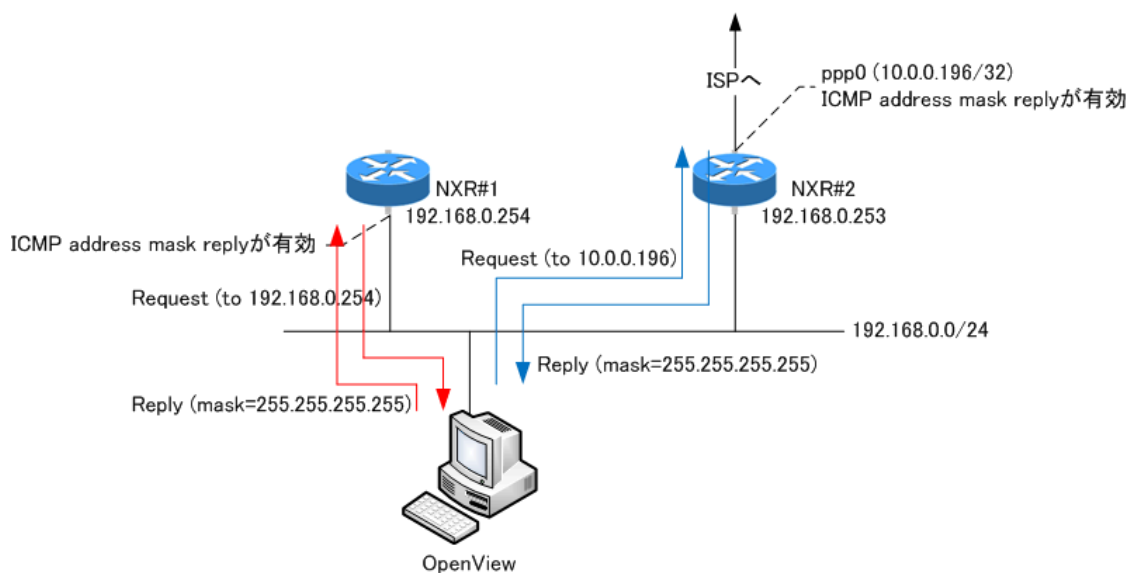 ISPへ
ppp0 (10.0.0.196/32)
ICMP address mask replyが有効
NXR#1
192.168.0.254
NXR#2
192.168.0.253
ICMP address mask replyが有効
Request (to 10.0.0.196)
Request (to 192.168.0.254)
192.168.0.0/24
Reply (mask=255.255.255.255)
Reply (mask=255.255.255.255)
OpenView